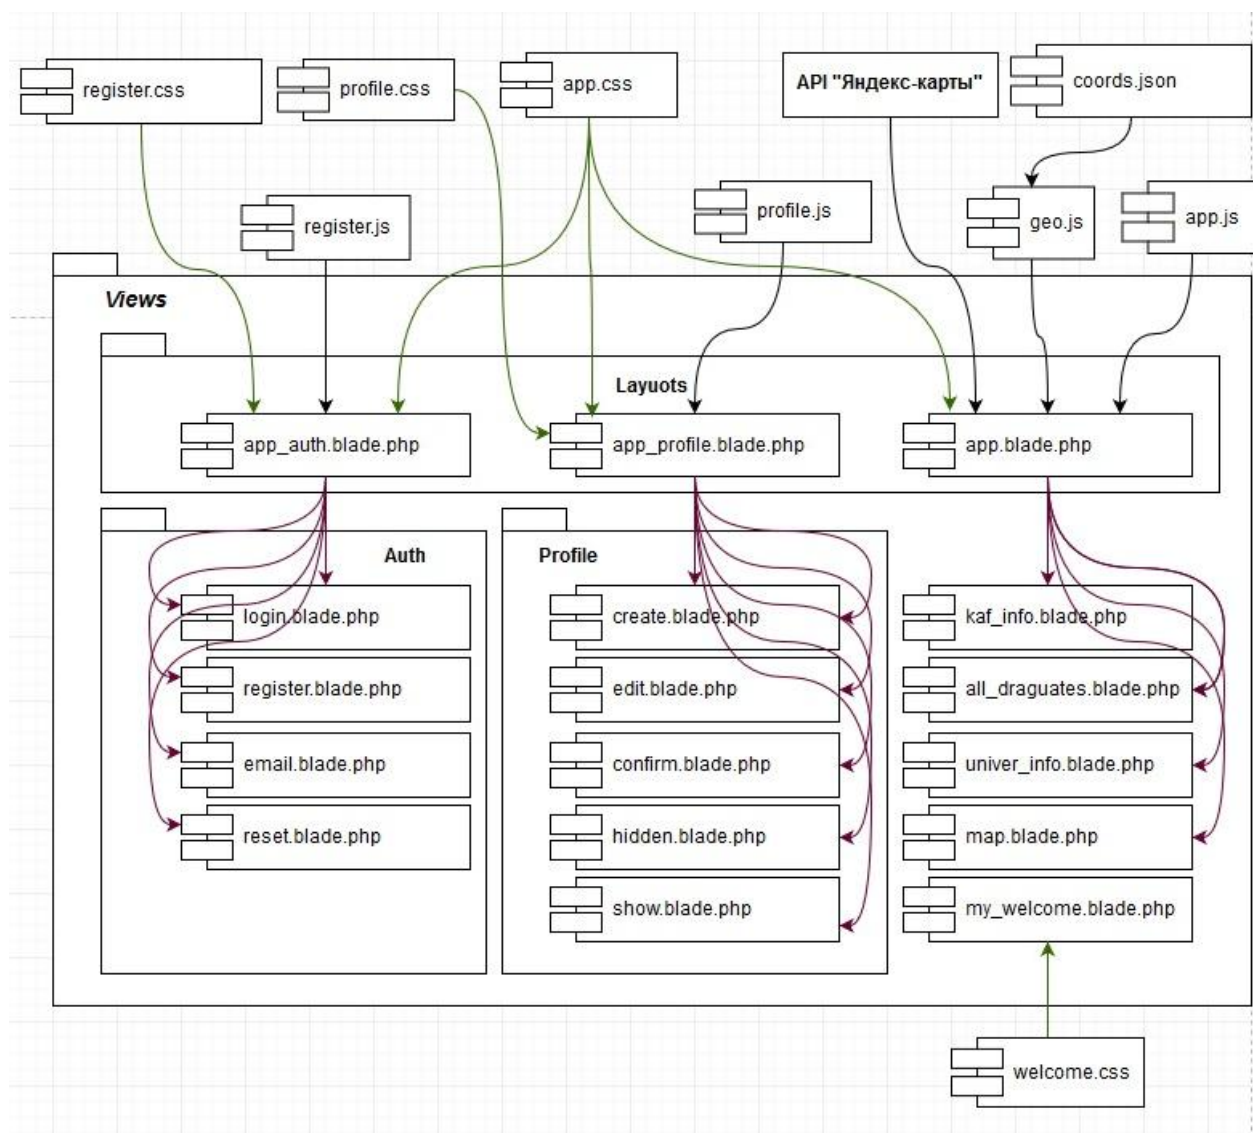 register.css
profile.css
app.css
API "Яндекс-карты"
coords.json
register.js
profile.js
geo.js
app.js
Views
Layuots
app_auth.blade.php
app_profile.blade.php
app.blade.php
Auth
Profile
login.blade.php
create.blade.php
kaf_info.blade.php
register.blade.php
edit.blade.php
all_draguates.blade.php
email.blade.php
confirm.blade.php
univer_info.blade.php
reset.blade.php
hidden.blade.php
map.blade.php
show.blade.php
my_welcome.blade.php
welcome.css